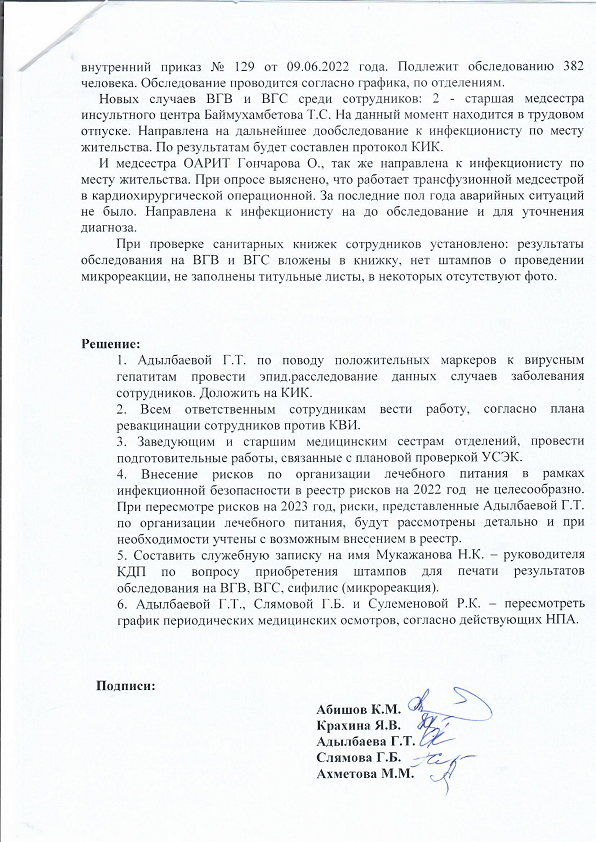 внутренний приказ № 129 от 09.06.2022 года. Подлежит обследованию 382
человека. Обследование проводится согласно графика, по отделениям.
Новых случаев ВГВ и ВГС среди сотрудников: 2 - старшая медсестра
инсультного центра Баймухамбетова Т.С. На данный момент находится в трудовом
отпуске. Направлена на дальнейшее дообследование к инфекционисту по месту
жительства. По результатам будет составлен протокол КИК.
И медсестра ОАРИТ Гончарова О., так же направлена к инфекционисту по
месту жительства. При опросе выяснено, что работает трансфузионной медсестрой
в кардиохирургической операционной. За последние пол года аварийных ситуаций
не было. Направлена к инфекционисту на до обследование и для уточнения
диагноза.
При проверке санитарных книжек сотрудников установлено: результаты
обследования на ВГВ и ВГС вложены в книжку, нет штампов о проведении
микрореакции, не заполнены титульные листы, в некоторых отсутствуют фото.
Решение:
1. Адылбаевой Г.Т. по поводу положительных маркеров к вирусным
гепатитам провести эпид.расследование данных случаев заболевания
сотрудников. Доложить на КИК.
2. Всем ответственным сотрудникам вести работу, согласно плана
ревакцинации сотрудников против КВИ.
3. Заведующим и старшим медицинским сестрам отделений, провести
подготовительные работы, связанные с плановой проверкой УСЭК.
4. Внесение рисков по организации лечебного питания в рамках
инфекционной безопасности в реестр рисков на 2022 год не целесообразно.
При пересмотре рисков на 2023 год, риски, представленные Адылбаевой Г.Т.
по организации лечебного питания, будут рассмотрены детально и при
необходимости учтены с возможным внесением в реестр.
5. Составить служебную записку на имя Мукажанова Н.К. – руководителя
КДП по вопросу приобретения штампов для печати результатов
обследования на ВГВ, ВГС, сифилис (микрореакция).
6. Адылбаевой Г.Т., Слямовой Г.Б. и Сулеменовой Р.К. – пересмотреть
график периодических медицинских осмотров, согласно действующих НПА.
Подписи:
Абишов К.М.
Крахина Я.В.
Адылбаева Г.Т.
Слямова Г.Б.
Ахметова М.М.